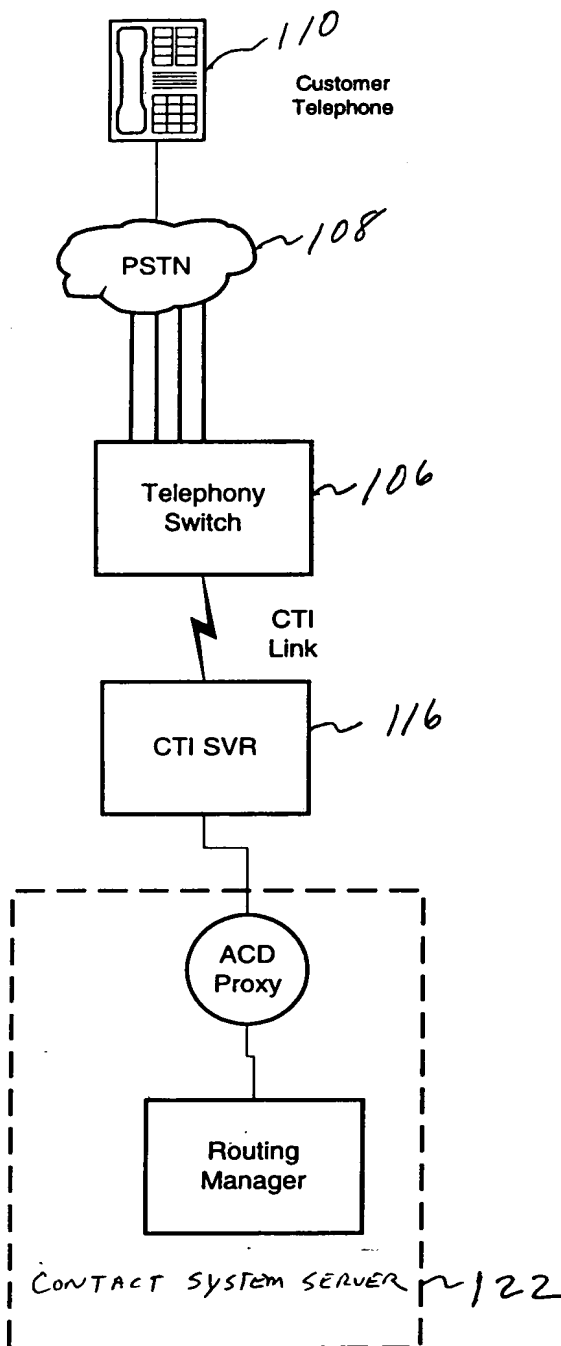 110
Customer
Telephone
PSTN
108
Telephony
Switch
106
CTI
Link
CTI SVR
116
ACD
Proxy
Routing
Manager
CONTACT SYSTEM SERVER
122